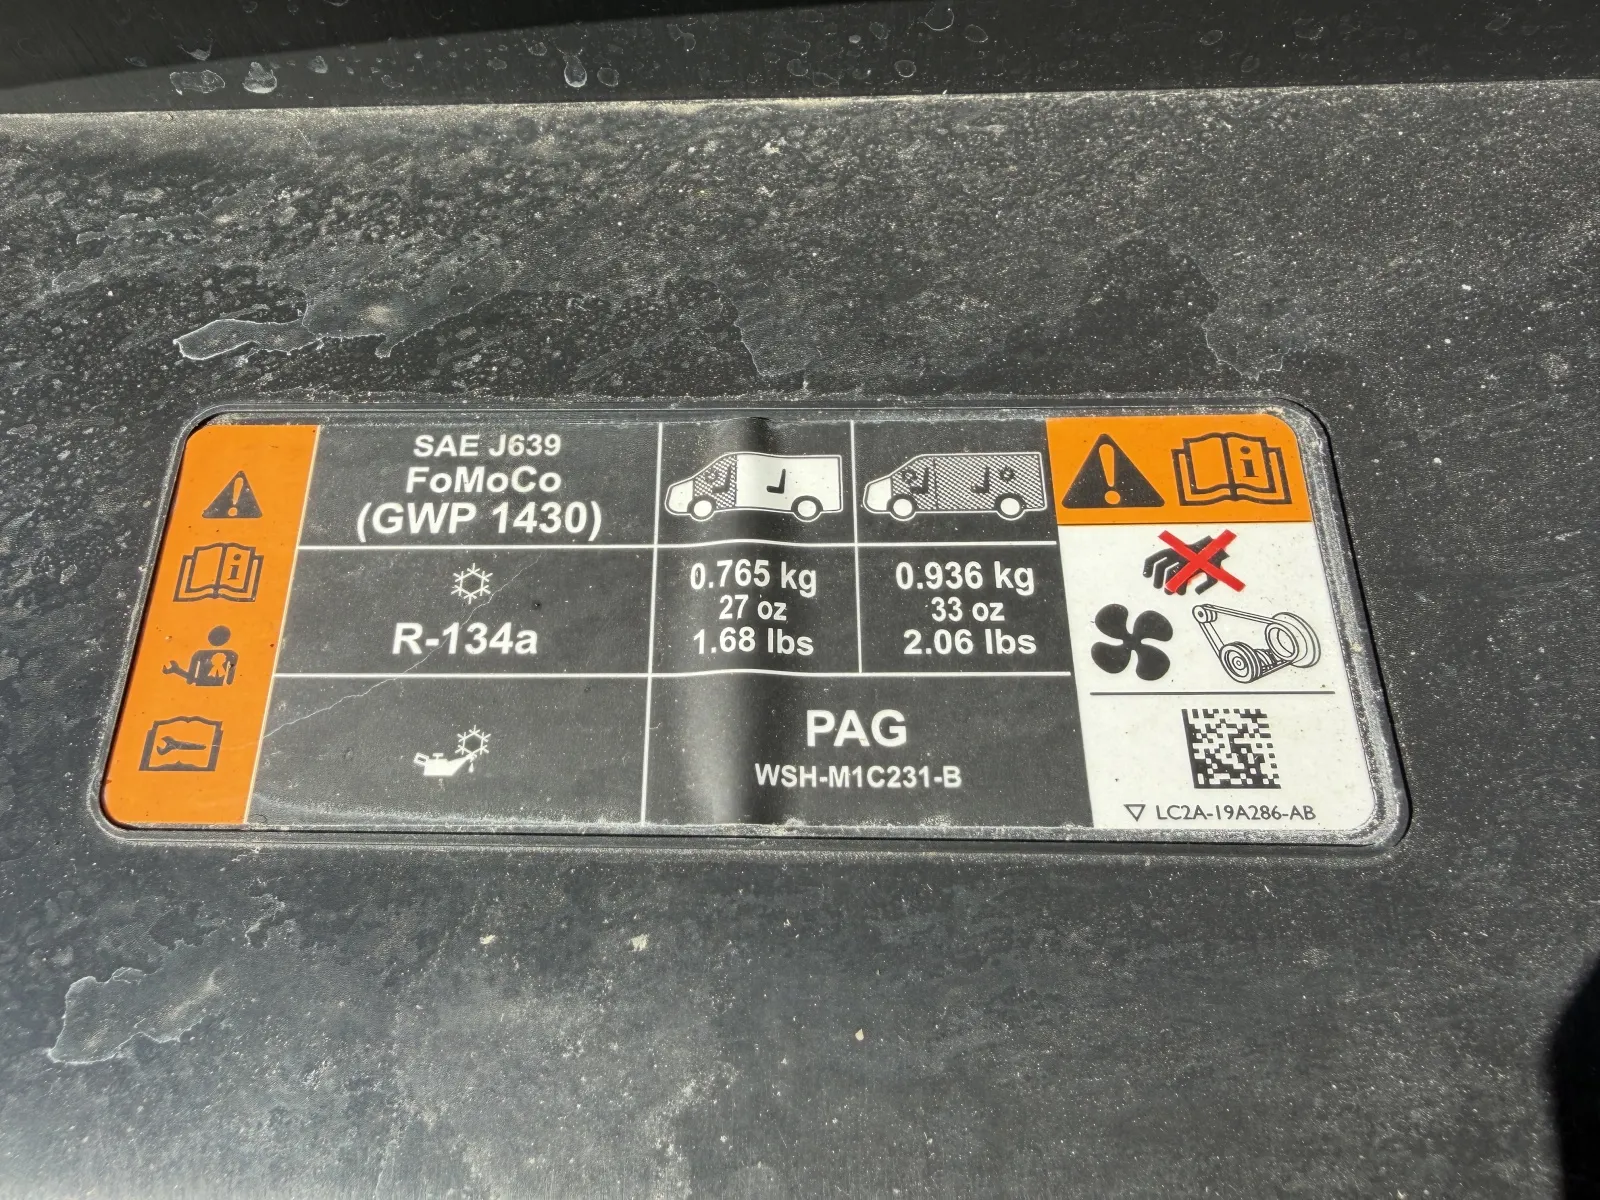 SAE J639
FoMoCo
(GWP 1430)
R-134a
0.765 kg
27 oz
1.68 lbs
0.936 kg
33 oz
2.06 lbs
PAG
WSH-M1C231-B
LC2A-19A286-AB